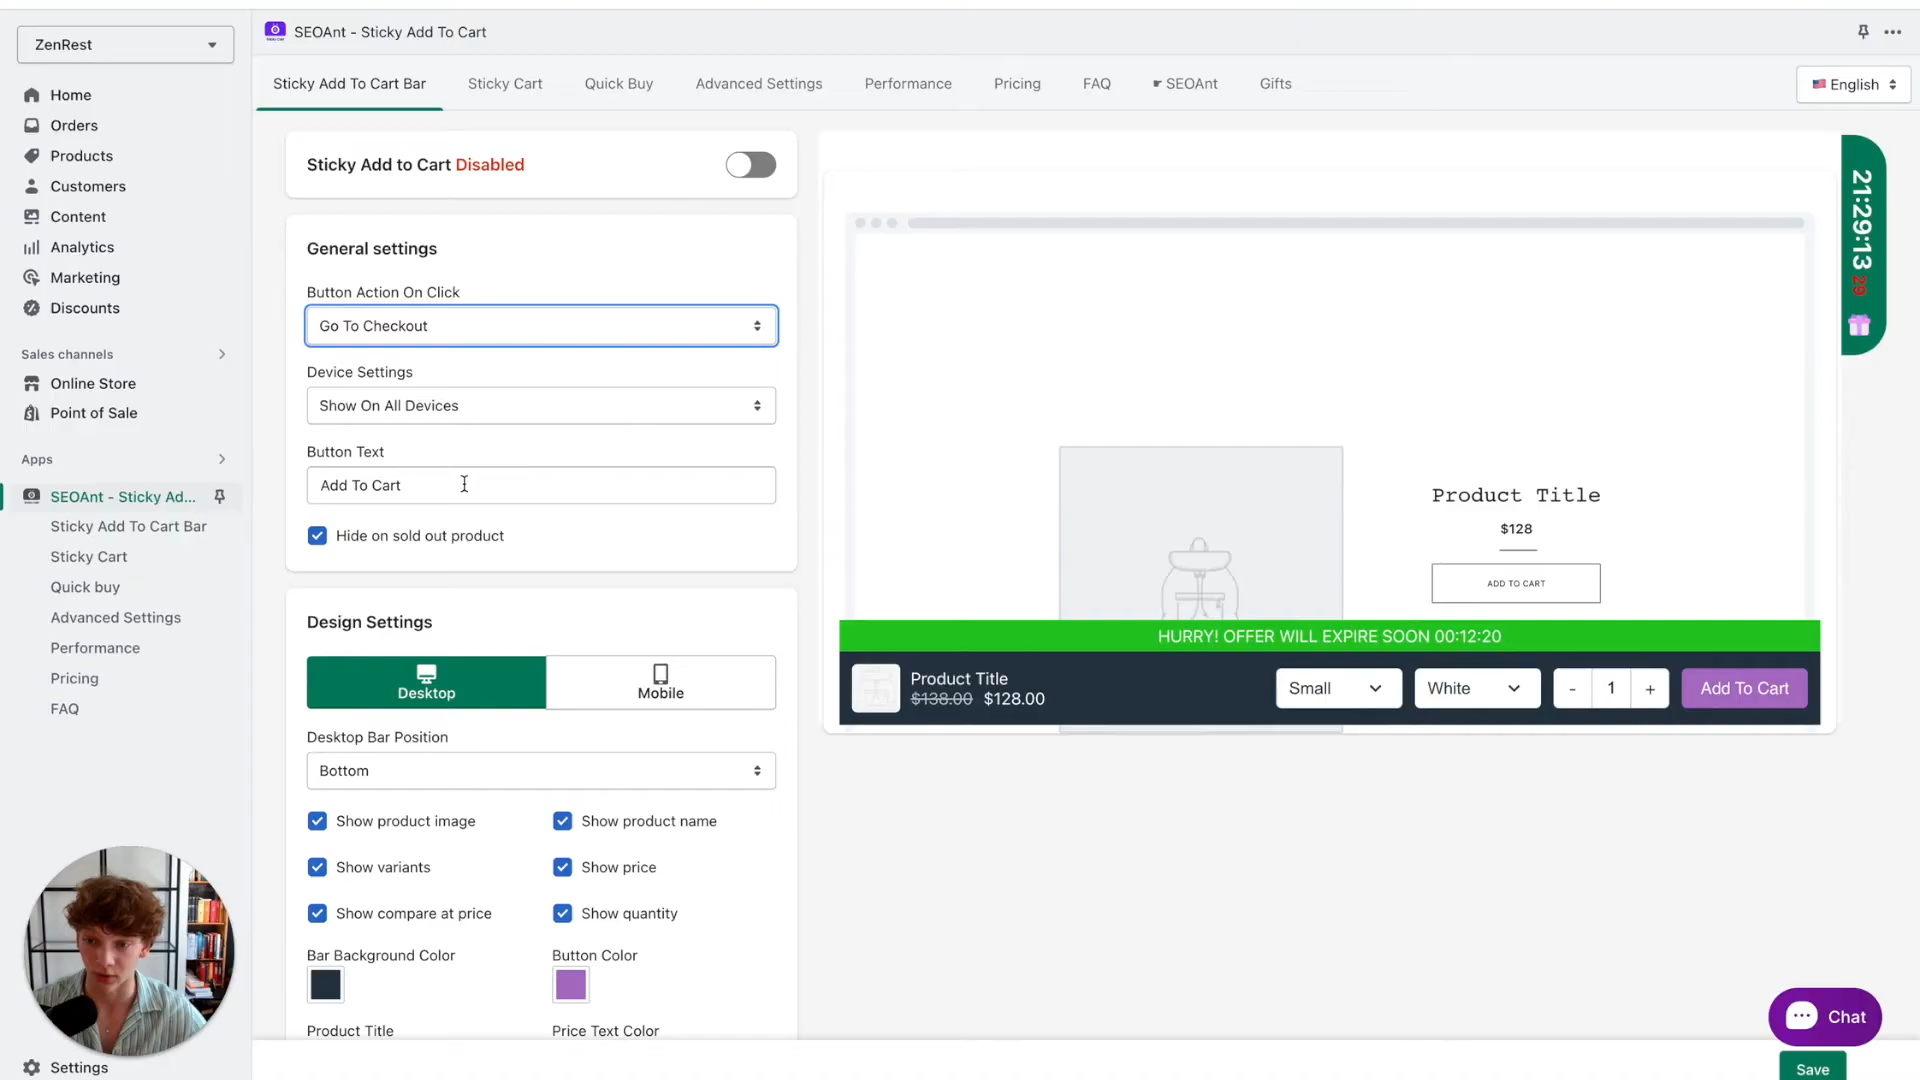 ZenRest
Home
Orders
Products
Customers
Content
Analytics
Marketing
Discounts
Sales channels
Online Store
Point of Sale
Apps
SEOAnt - Sticky Ad...
Sticky Add To Cart Bar
Sticky Cart
Quick buy
Advanced Settings
Performance
Pricing
FAQ
Settings
SEOAnt - Sticky Add To Cart
Sticky Add To Cart Bar
Sticky Cart
Quick Buy
Advanced Settings
Performance
Pricing
FAQ
SEOAnt
Gifts
English
Sticky Add to Cart Disabled
General settings
Button Action On Click
Go To Checkout
Device Settings
Show On All Devices
Button Text
Add To Cart
Hide on sold out product
Design Settings
Desktop
Mobile
Desktop Bar Position
Bottom
Show product image
Show product name
Show variants
Show price
Show compare at price
Show quantity
Bar Background Color
Button Color
Product Title
Price Text Color
Product Title
$128
ADD TO CART
HURRY! OFFER WILL EXPIRE SOON 00:12:20
Product Title
$138.00 $128.00
Small
White
- 1 +
Add To Cart
21:29:13 29
Chat
Save